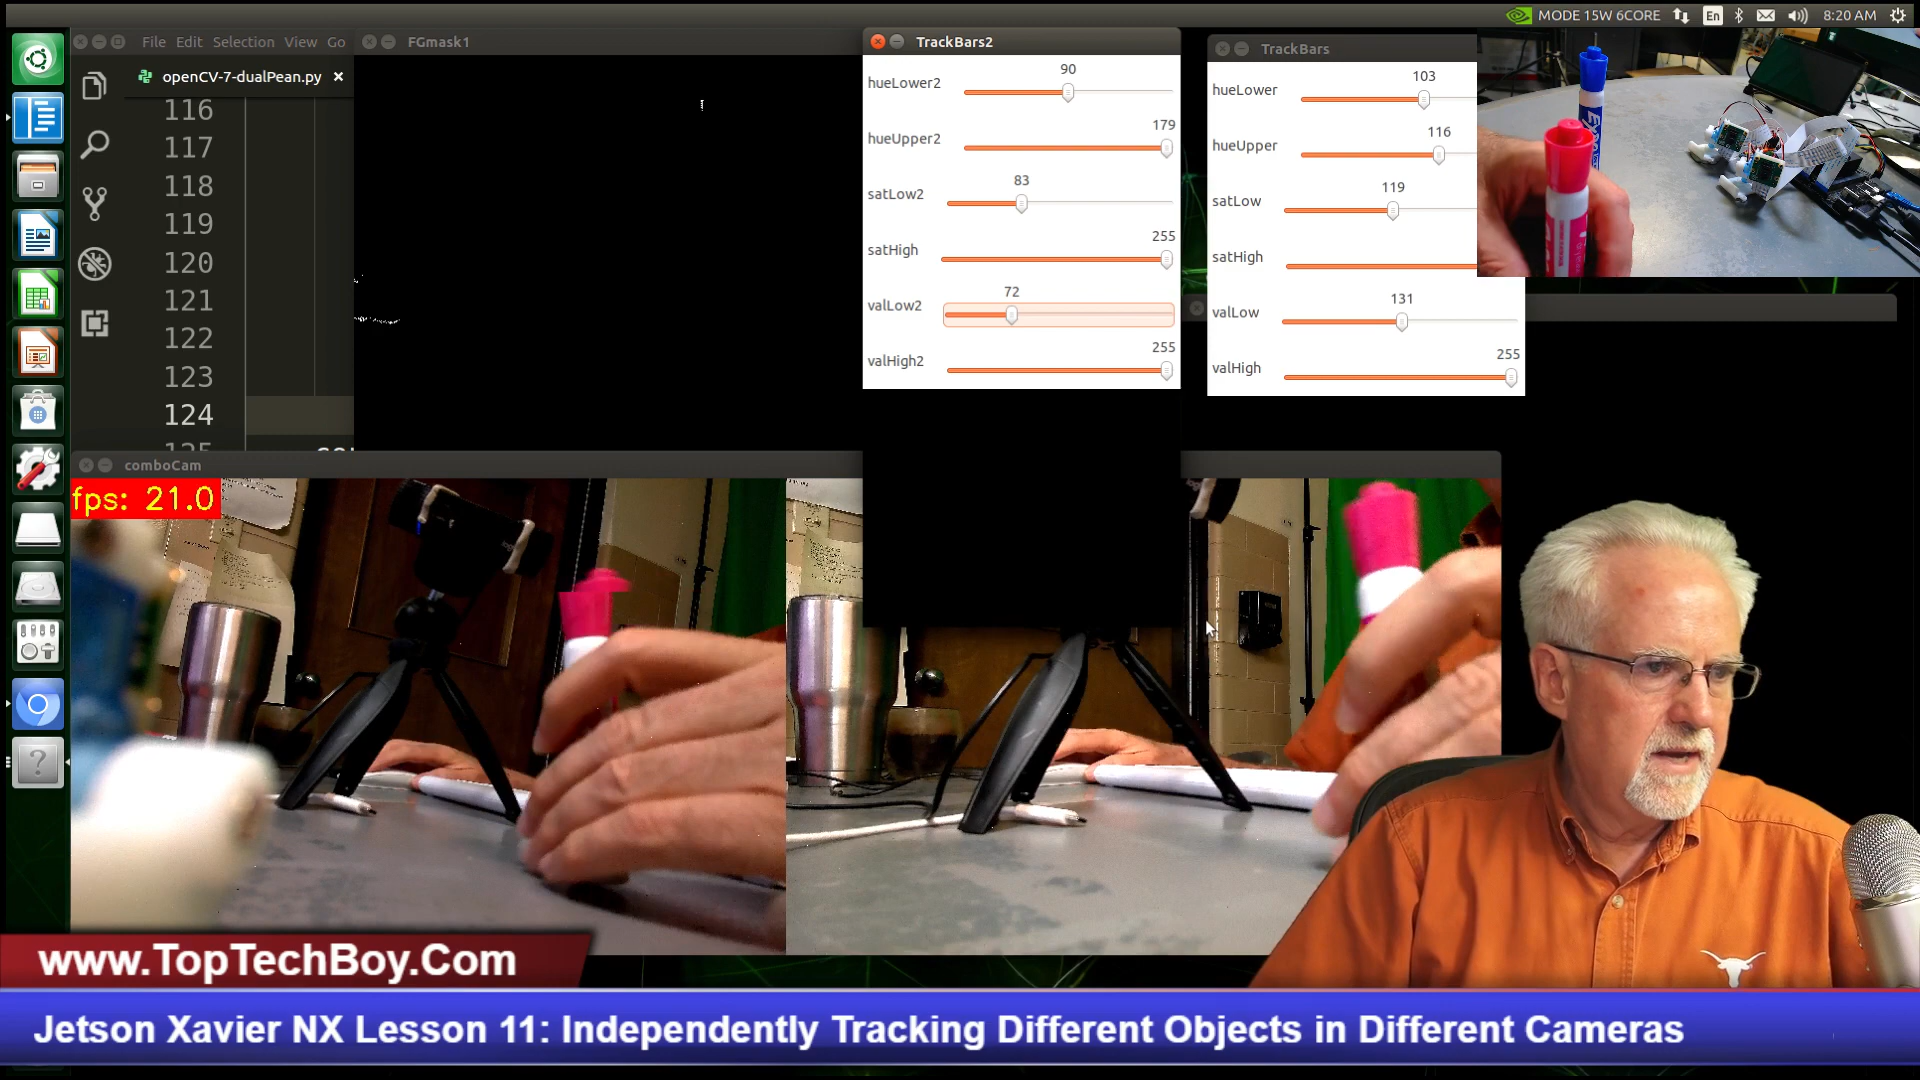 MODE 15W 6CORE
En
8:20 AM
File Edit Selection View Go
FGmask1
TrackBars2
TrackBars
openCV-7-dualPean.py
116
117
118
119
120
121
122
123
124
125
hueLower2
90
hueUpper2
179
satLow2
83
satHigh
255
valLow2
72
valHigh2
255
hueLower
103
hueUpper
116
satLow
119
satHigh
valLow
131
valHigh
255
EXPO
comboCam
fps: 21.0
www.TopTechBoy.Com
Jetson Xavier NX Lesson 11: Independently Tracking Different Objects in Different Cameras